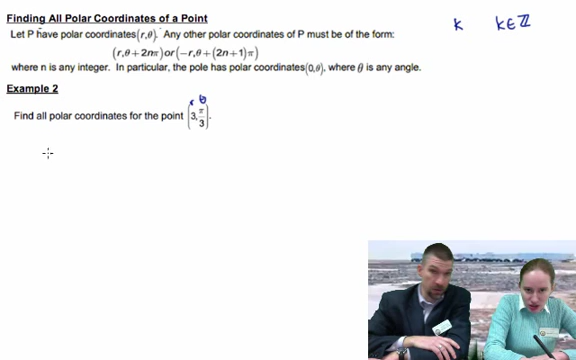 Finding All Polar Coordinates of a Point
Let P have polar coordinates (r,θ). Any other polar coordinates of P must be of the form:
(r,θ + 2nπ) or (−r,θ + (2n + 1)π)
where n is any integer. In particular, the pole has polar coordinates (0,θ), where θ is any angle.
k k∈ℤ
Example 2
r θ
Find all polar coordinates for the point (3, π/3).